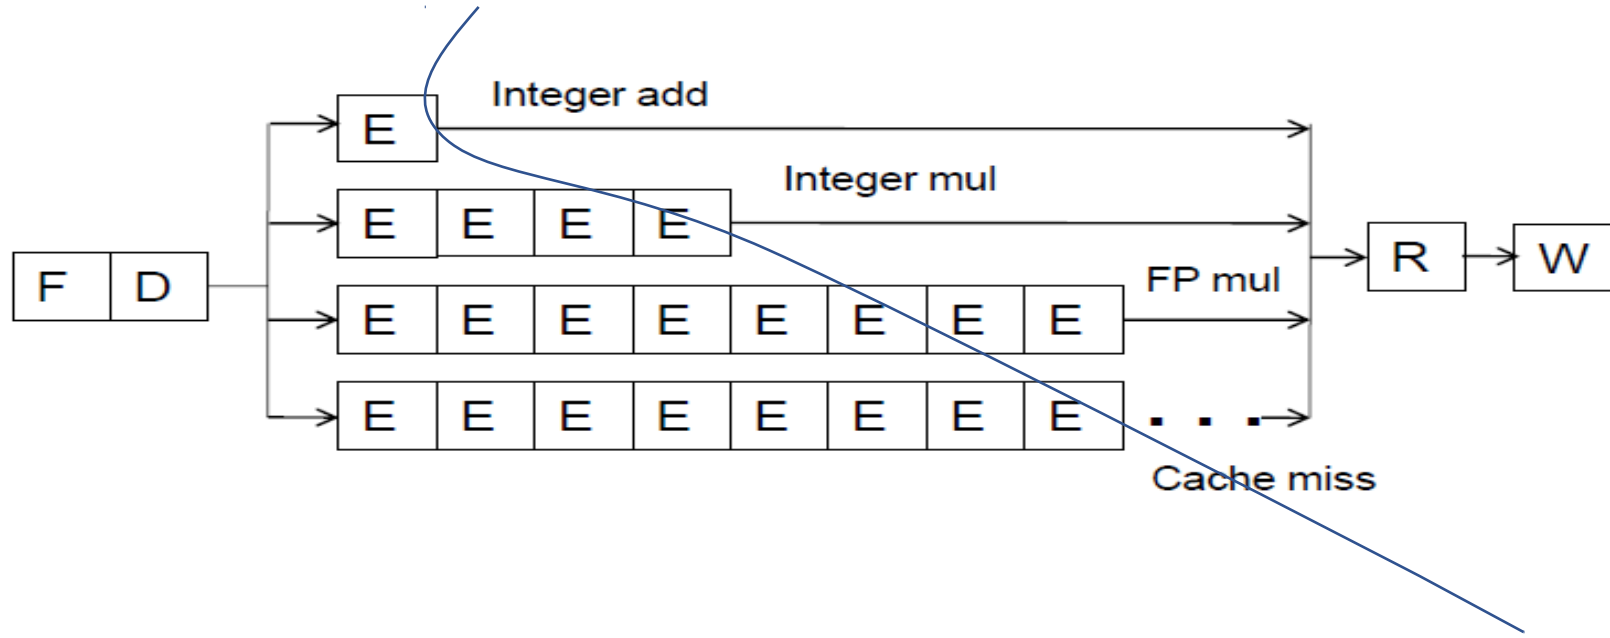 Integer add
E
Integer mul
E E E E
F D
R W
FP mul
E E E E E E E E
E E E E E E E E . . .
Cache miss